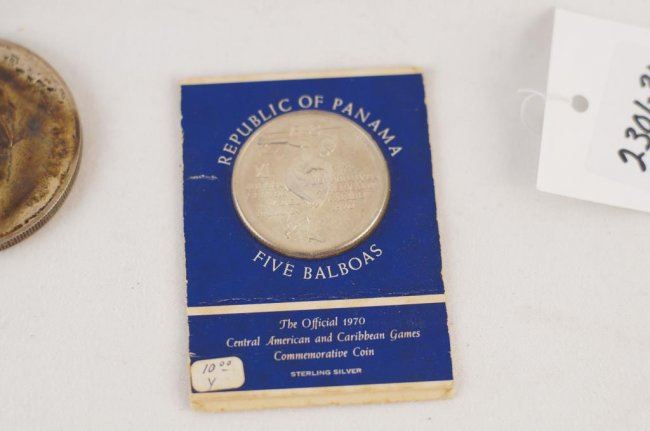 REPUBLIC OF PANAMA
FIVE BALBOAS
The Official 1970
Central American and Caribbean Games
Commemorative Coin
STERLING SILVER
10.00
Y